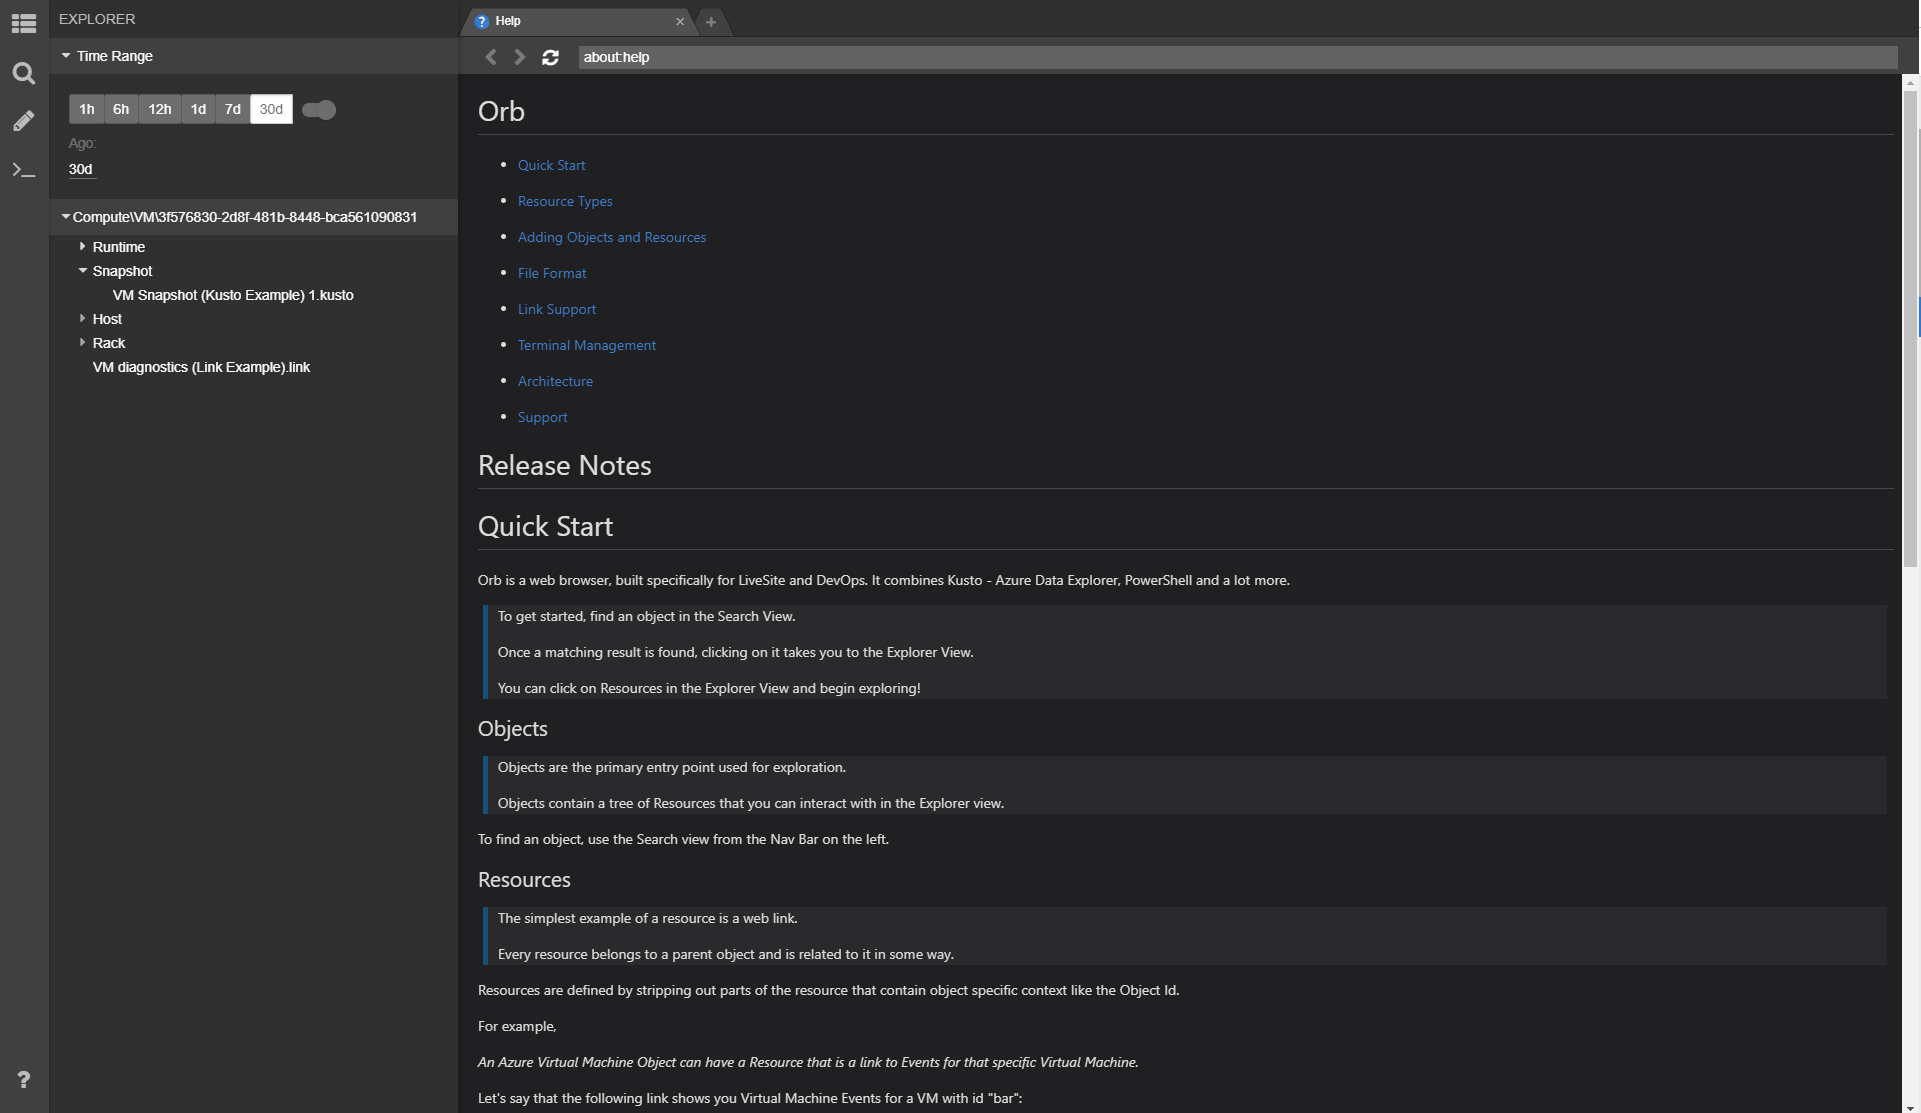 EXPLORER
Time Range
1h 6h 12h 1d 7d 30d
Ago:
30d
Compute\VM\3f576830-2d8f-481b-8448-bca561090831
Runtime
Snapshot
VM Snapshot (Kusto Example) 1.kusto
Host
Rack
VM diagnostics (Link Example).link
Help
about:help
Orb
Quick Start
Resource Types
Adding Objects and Resources
File Format
Link Support
Terminal Management
Architecture
Support
Release Notes
Quick Start
Orb is a web browser, built specifically for LiveSite and DevOps. It combines Kusto - Azure Data Explorer, PowerShell and a lot more.
To get started, find an object in the Search View.
Once a matching result is found, clicking on it takes you to the Explorer View.
You can click on Resources in the Explorer View and begin exploring!
Objects
Objects are the primary entry point used for exploration.
Objects contain a tree of Resources that you can interact with in the Explorer view.
To find an object, use the Search view from the Nav Bar on the left.
Resources
The simplest example of a resource is a web link.
Every resource belongs to a parent object and is related to it in some way.
Resources are defined by stripping out parts of the resource that contain object specific context like the Object Id.
For example,
An Azure Virtual Machine Object can have a Resource that is a link to Events for that specific Virtual Machine.
Let's say that the following link shows you Virtual Machine Events for a VM with id "bar":